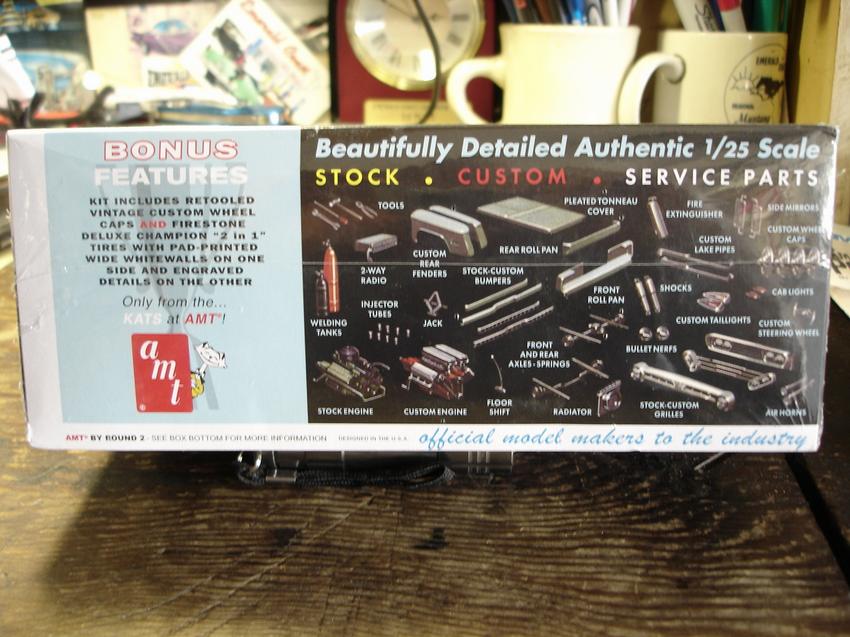 BONUS
FEATURES
KIT INCLUDES RETOOLED
VINTAGE CUSTOM WHEEL
CAPS AND FIRESTONE
DELUXE CHAMPION "2 in 1"
TIRES WITH PAD-PRINTED
WIDE WHITEWALLS ON ONE
SIDE AND ENGRAVED
DETAILS ON THE OTHER
Only from the...
KATS at AMT®!
amt
®
AMT® BY ROUND 2 - SEE BOX BOTTOM FOR MORE INFORMATION
DESIGNED IN THE U.S.A.
Beautifully Detailed Authentic 1/25 Scale
STOCK • CUSTOM • SERVICE PARTS
TOOLS
2-WAY
RADIO
CUSTOM
REAR
FENDERS
PLEATED TONNEAU
COVER
REAR ROLL PAN
FIRE
EXTINGUISHER
SIDE MIRRORS
CUSTOM
LAKE PIPES
CUSTOM WHEEL
CAPS
WELDING
TANKS
INJECTOR
TUBES
JACK
STOCK-CUSTOM
BUMPERS
FRONT
ROLL PAN
SHOCKS
CAB LIGHTS
CUSTOM TAILLIGHTS
CUSTOM
STEERING WHEEL
FRONT
AND REAR
AXLES - SPRINGS
BULLET NERFS
STOCK ENGINE
CUSTOM ENGINE
FLOOR
SHIFT
RADIATOR
STOCK-CUSTOM
GRILLES
AIR HORNS
official model makers to the industry
EMERALD
REGIONAL
Mustang